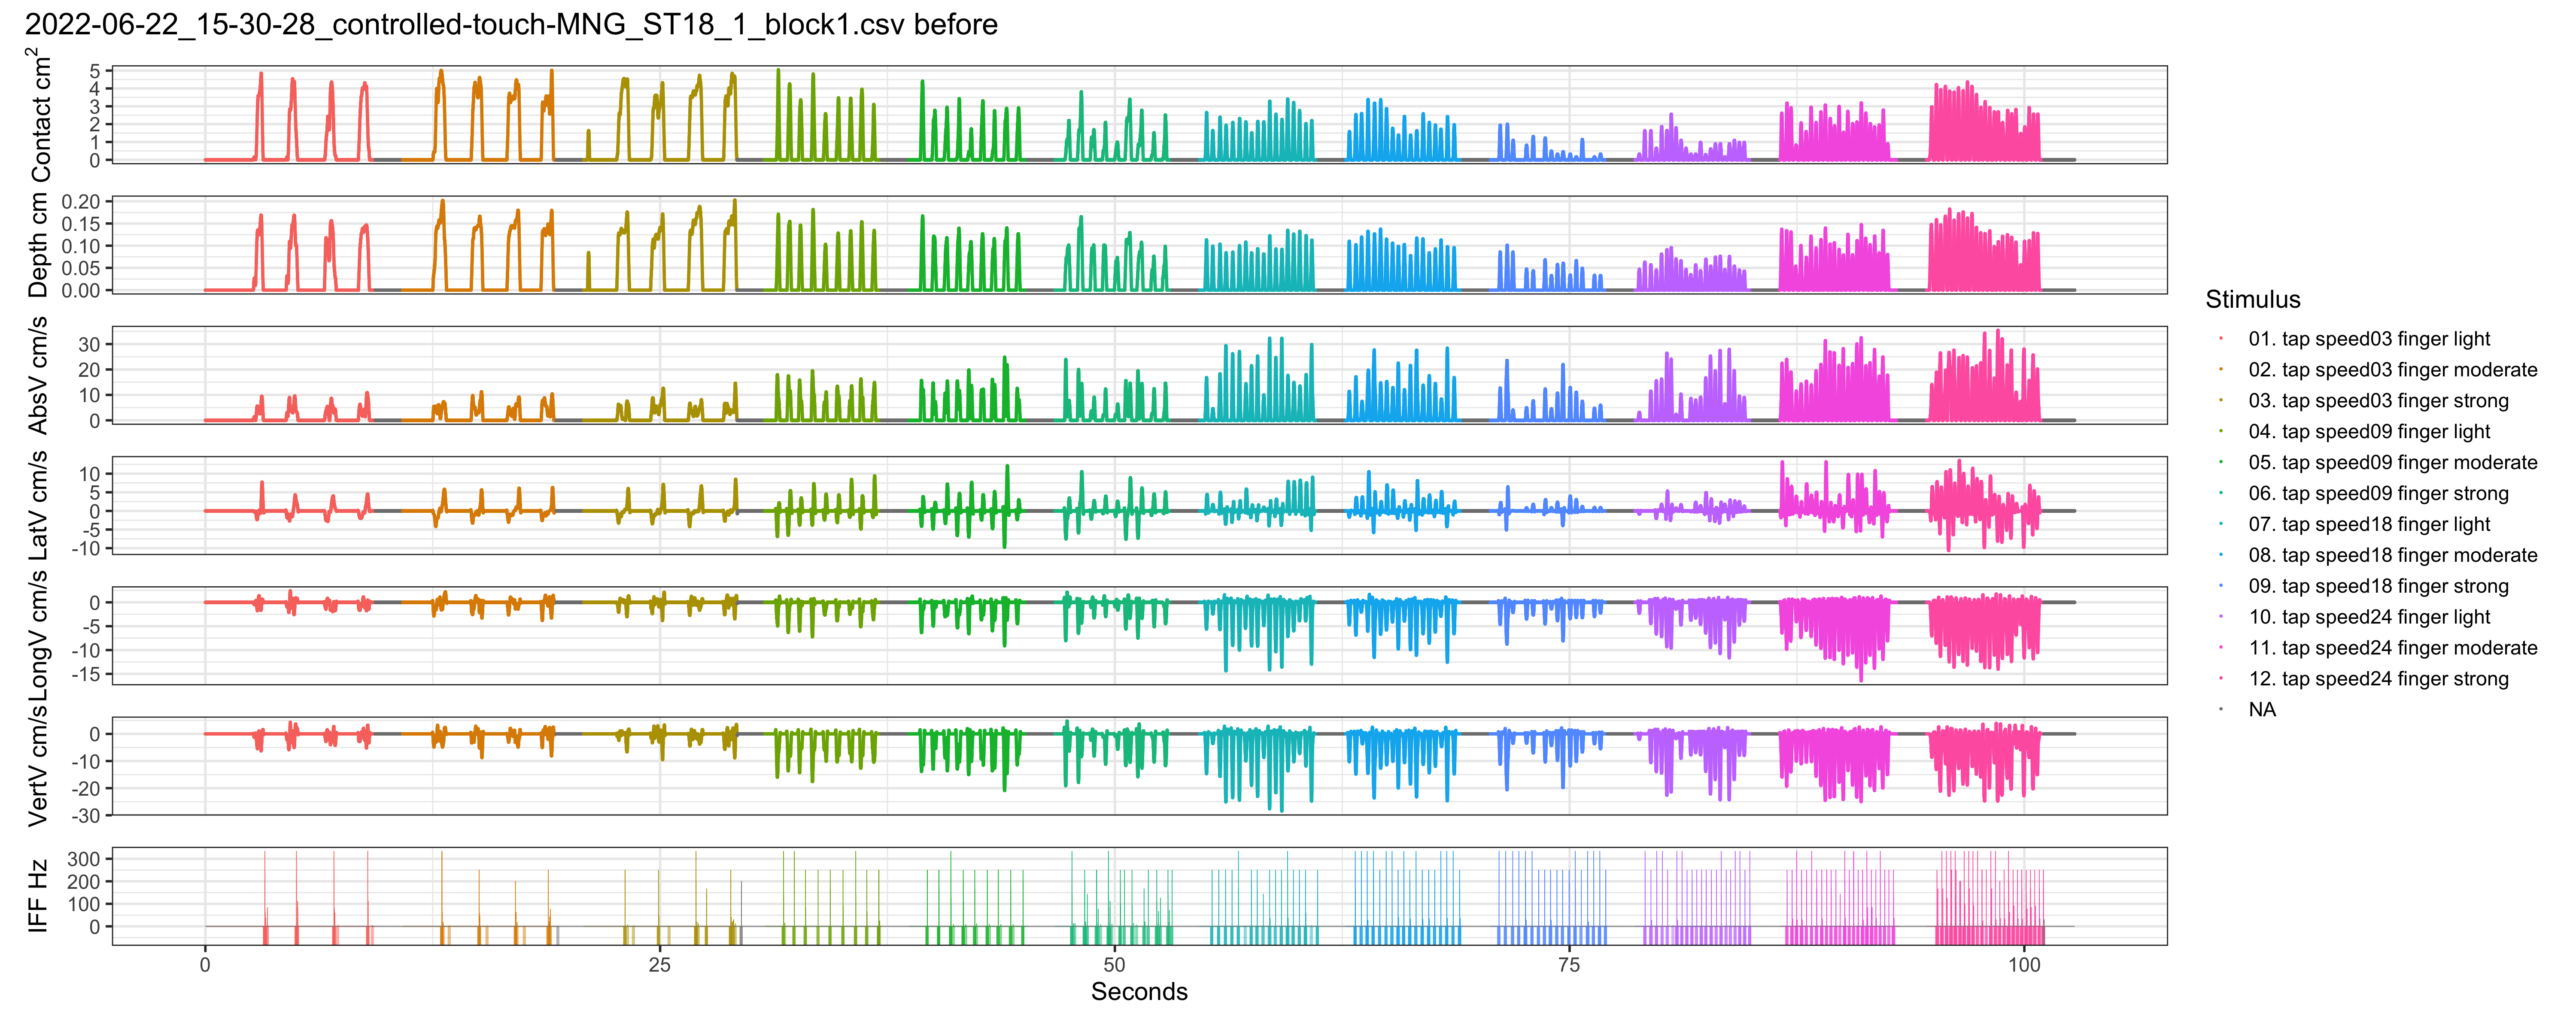 2022-06-22_15-30-28_controlled-touch-MNG_ST18_1_block1.csv before
Contact cm²
5
4
3
2
1
0
Depth cm
0.20
0.15
0.10
0.05
0.00
AbsV cm/s
30
20
10
0
LatV cm/s
10
5
0
-5
-10
LongV cm/s
0
-5
-10
-15
VertV cm/s
0
-10
-20
-30
IFF Hz
300
200
100
0
0 25 50 75 100
Seconds
Stimulus
01. tap speed03 finger light
02. tap speed03 finger moderate
03. tap speed03 finger strong
04. tap speed09 finger light
05. tap speed09 finger moderate
06. tap speed09 finger strong
07. tap speed18 finger light
08. tap speed18 finger moderate
09. tap speed18 finger strong
10. tap speed24 finger light
11. tap speed24 finger moderate
12. tap speed24 finger strong
NA